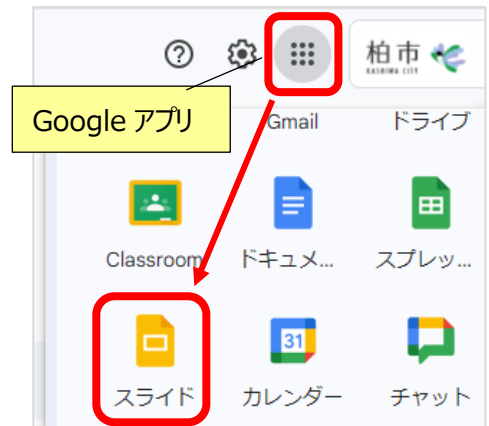 柏市
KASHIWA CITY
Google アプリ
Gmail
ドライブ
Classroom
ドキュメ...
スプレッ...
31
スライド
カレンダー
チャット